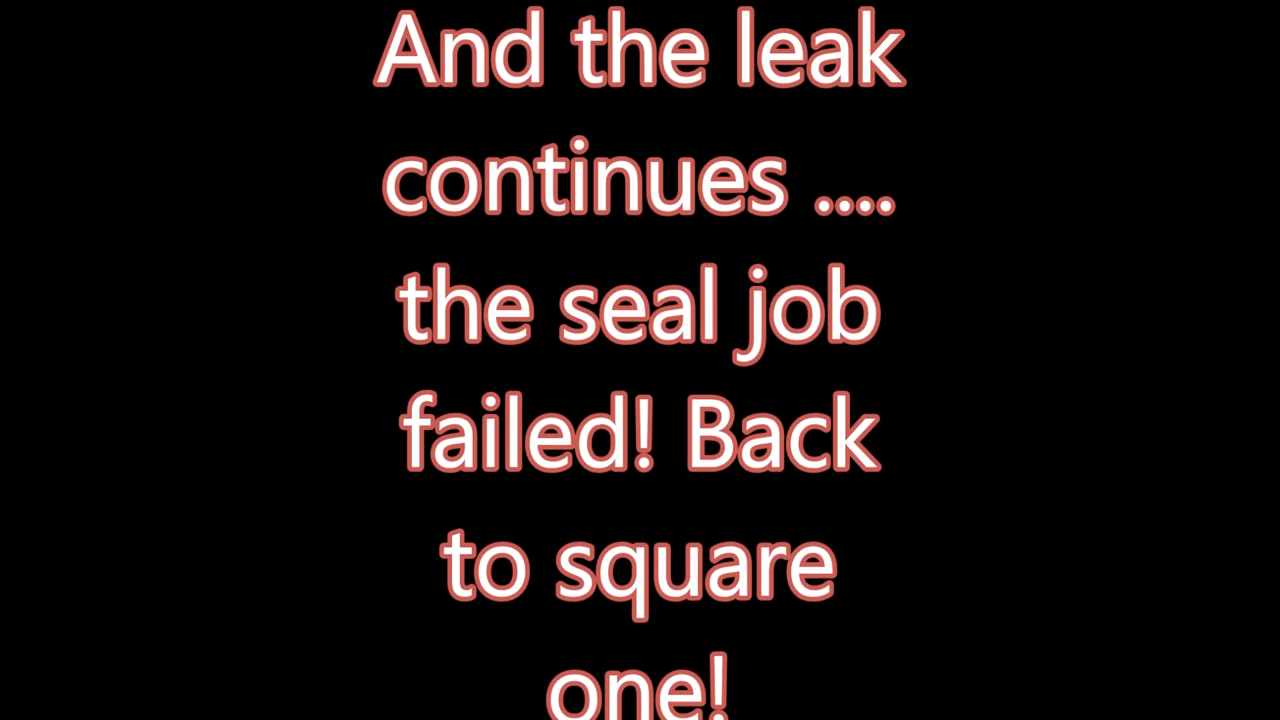 And the leak
continues ....
the seal job
failed! Back
to square
one!